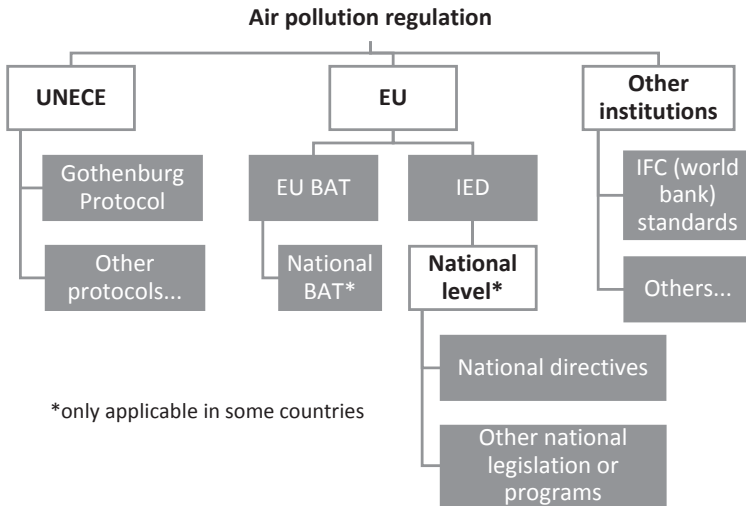 Air pollution regulation
UNECE
EU
Other
institutions
Gothenburg
Protocol
Other
protocols...
EU BAT
National
BAT*
IED
National
level*
National directives
Other national
legislation or
programs
IFC (world
bank)
standards
Others...
*only applicable in some countries